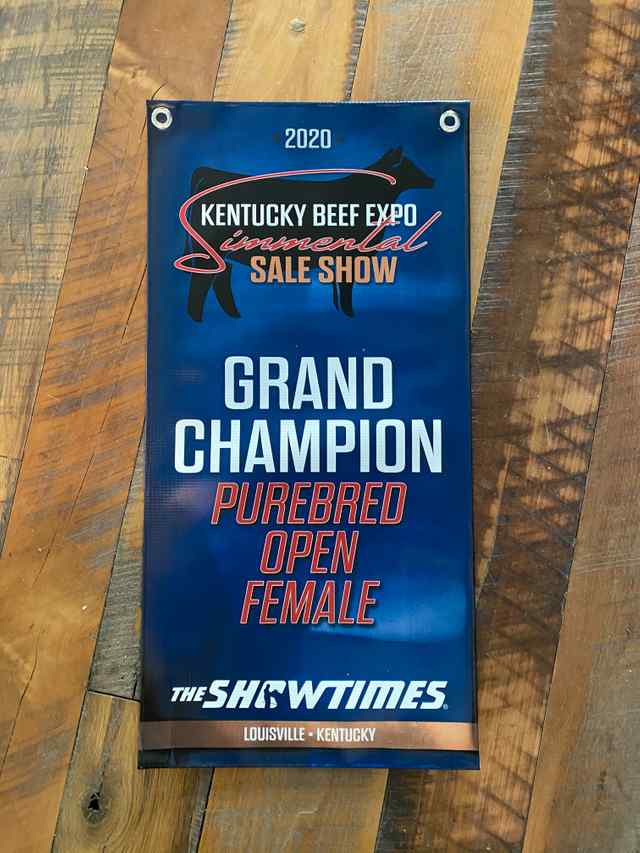 2020
KENTUCKY BEEF EXPO
Simmental
SALE SHOW
GRAND
CHAMPION
PUREBRED
OPEN
FEMALE
THE SHOWTIMES
LOUISVILLE • KENTUCKY